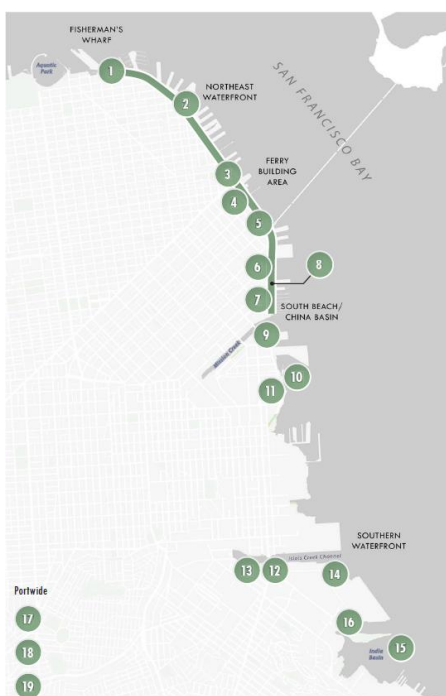 FISHERMAN'S
WHARF
Aquatic
Park
1
NORTHEAST
WATERFRONT
2
SAN FRANCISCO BAY
FERRY
BUILDING
AREA
3
4
5
6
8
7
SOUTH BEACH/
CHINA BASIN
9
Mission Creek
10
11
SOUTHERN
WATERFRONT
Islais Creek Channel
13
12
14
Portwide
17
16
18
India
Basin
15
19